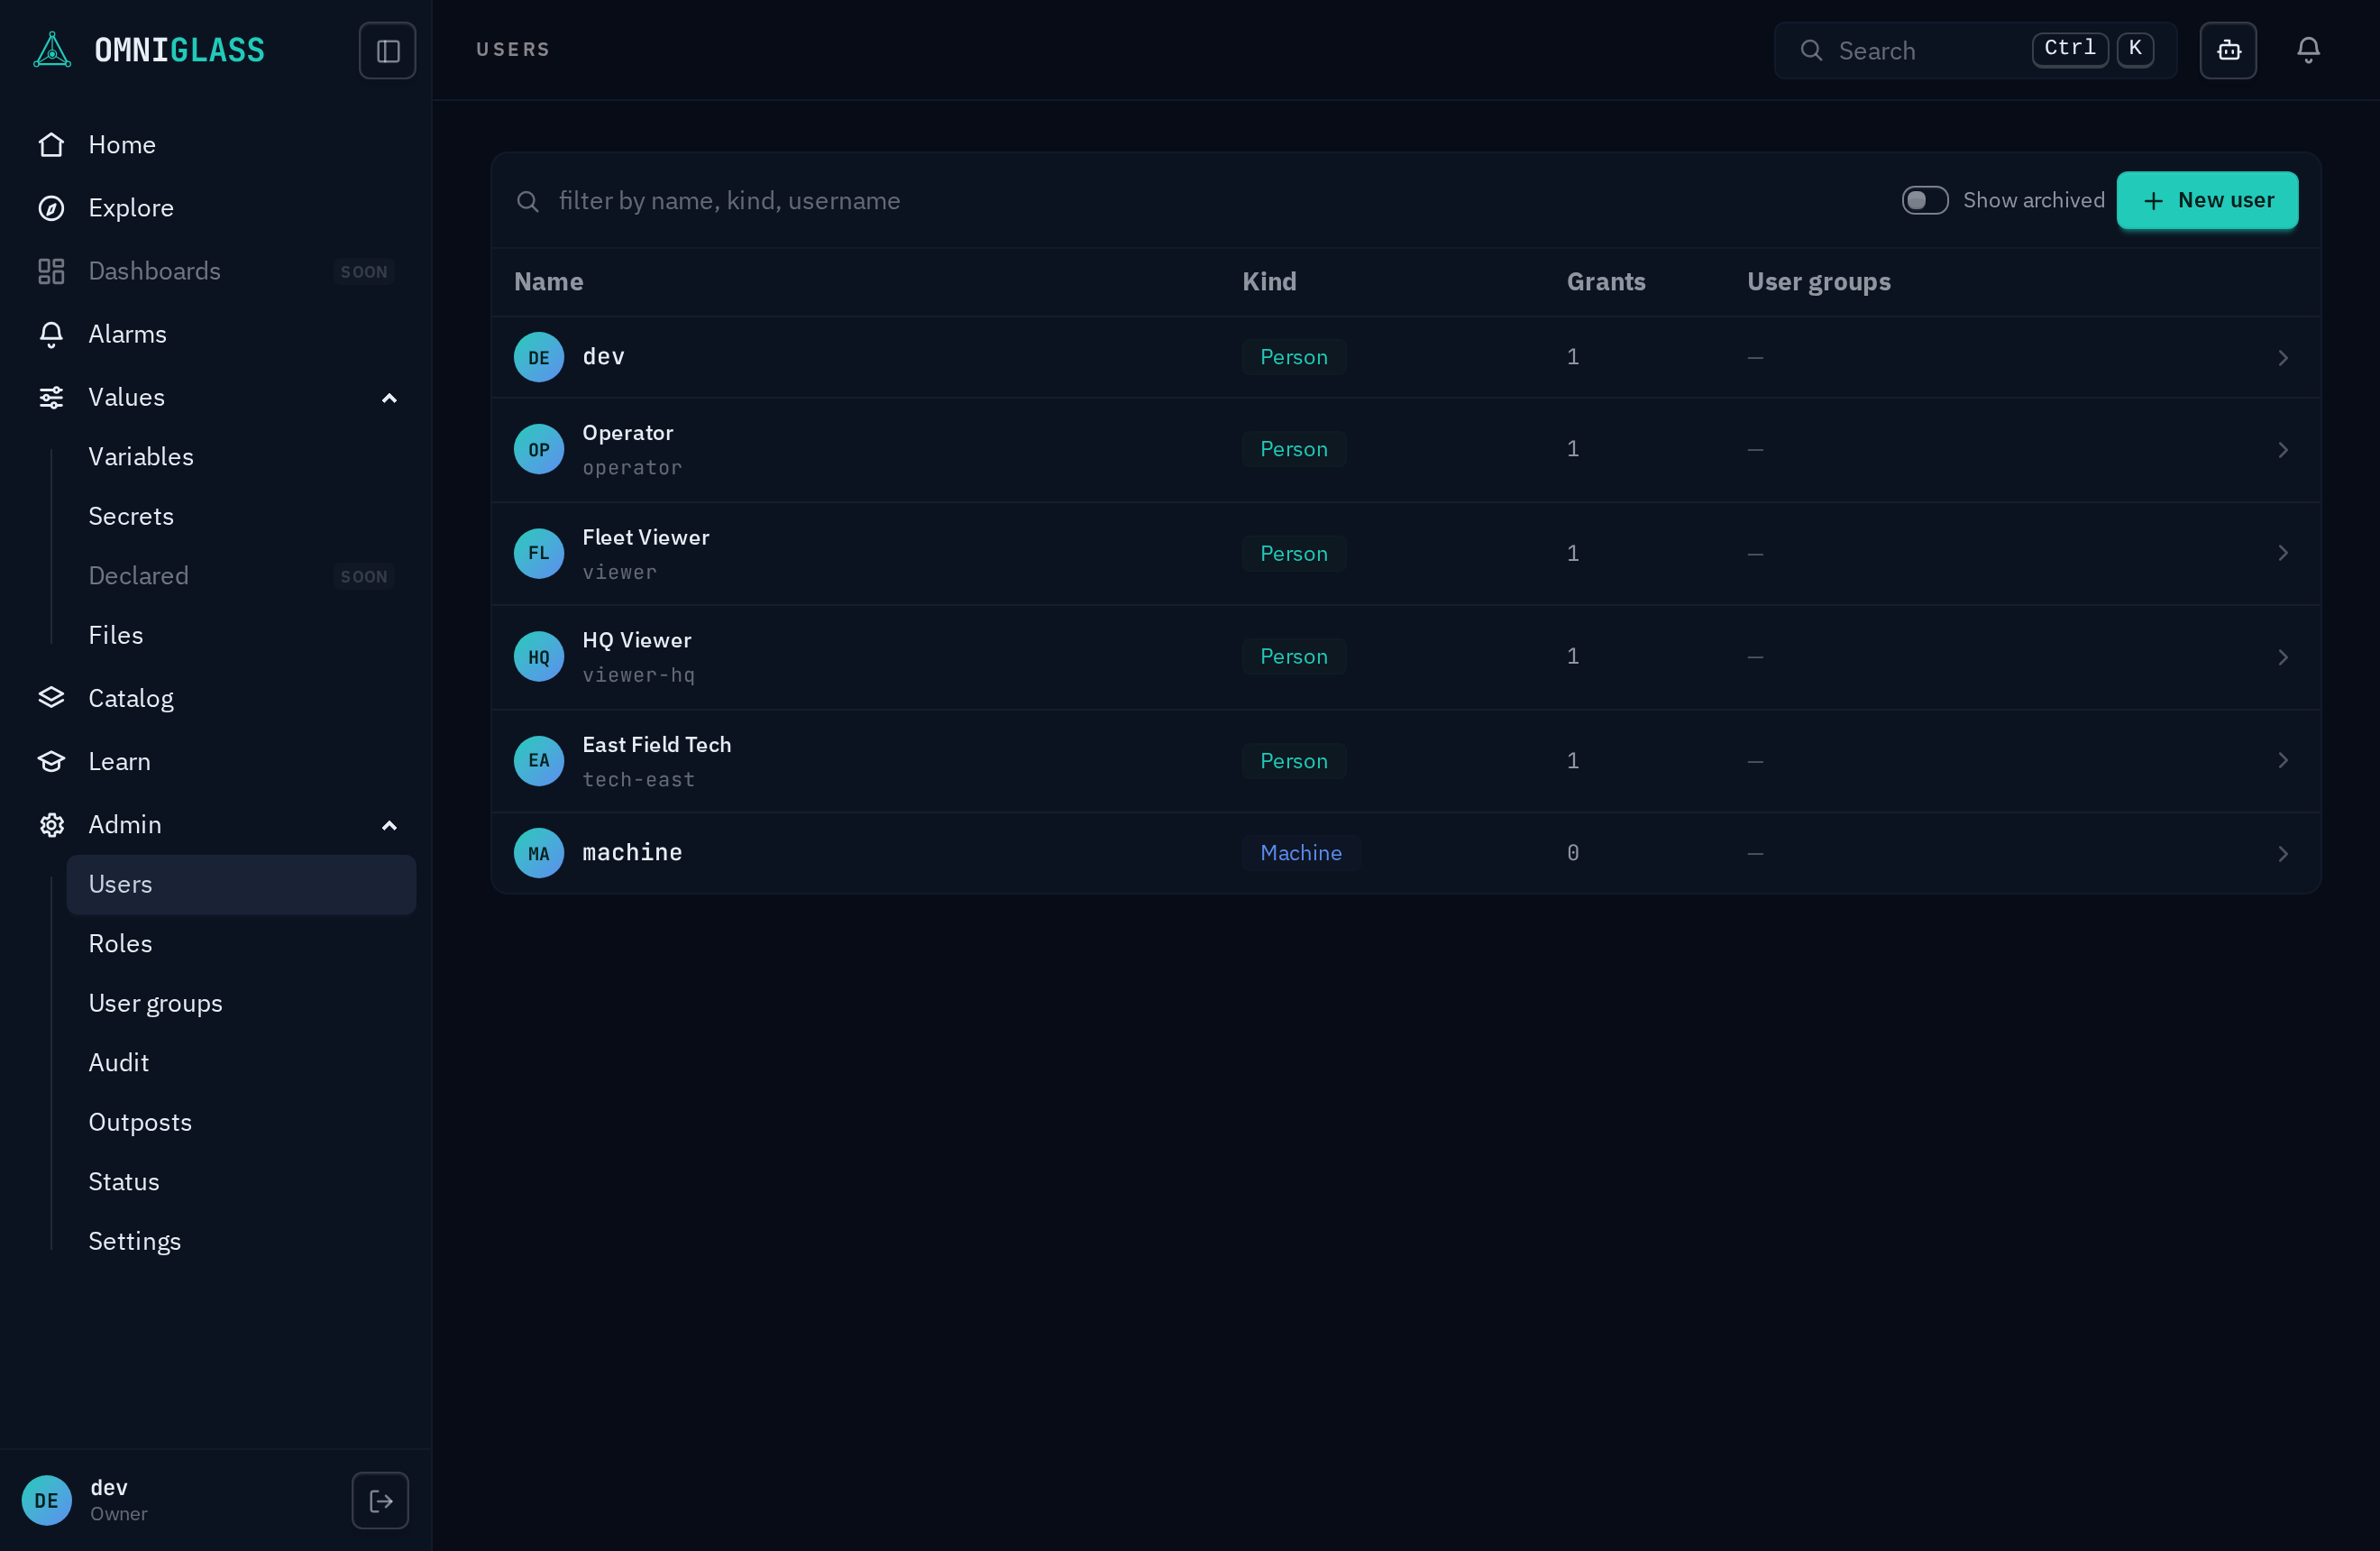 OMNIGLASS
USERS
Search Ctrl K
Home
Explore
Dashboards SOON
Alarms
Values
Variables
Secrets
Declared SOON
Files
Catalog
Learn
Admin
Users
Roles
User groups
Audit
Outposts
Status
Settings
DE dev
Owner
filter by name, kind, username Show archived + New user
Name Kind Grants User groups
DE dev Person 1 —
OP Operator Person 1 —
operator
FL Fleet Viewer Person 1 —
viewer
HQ HQ Viewer Person 1 —
viewer-hq
EA East Field Tech Person 1 —
tech-east
MA machine Machine 0 —